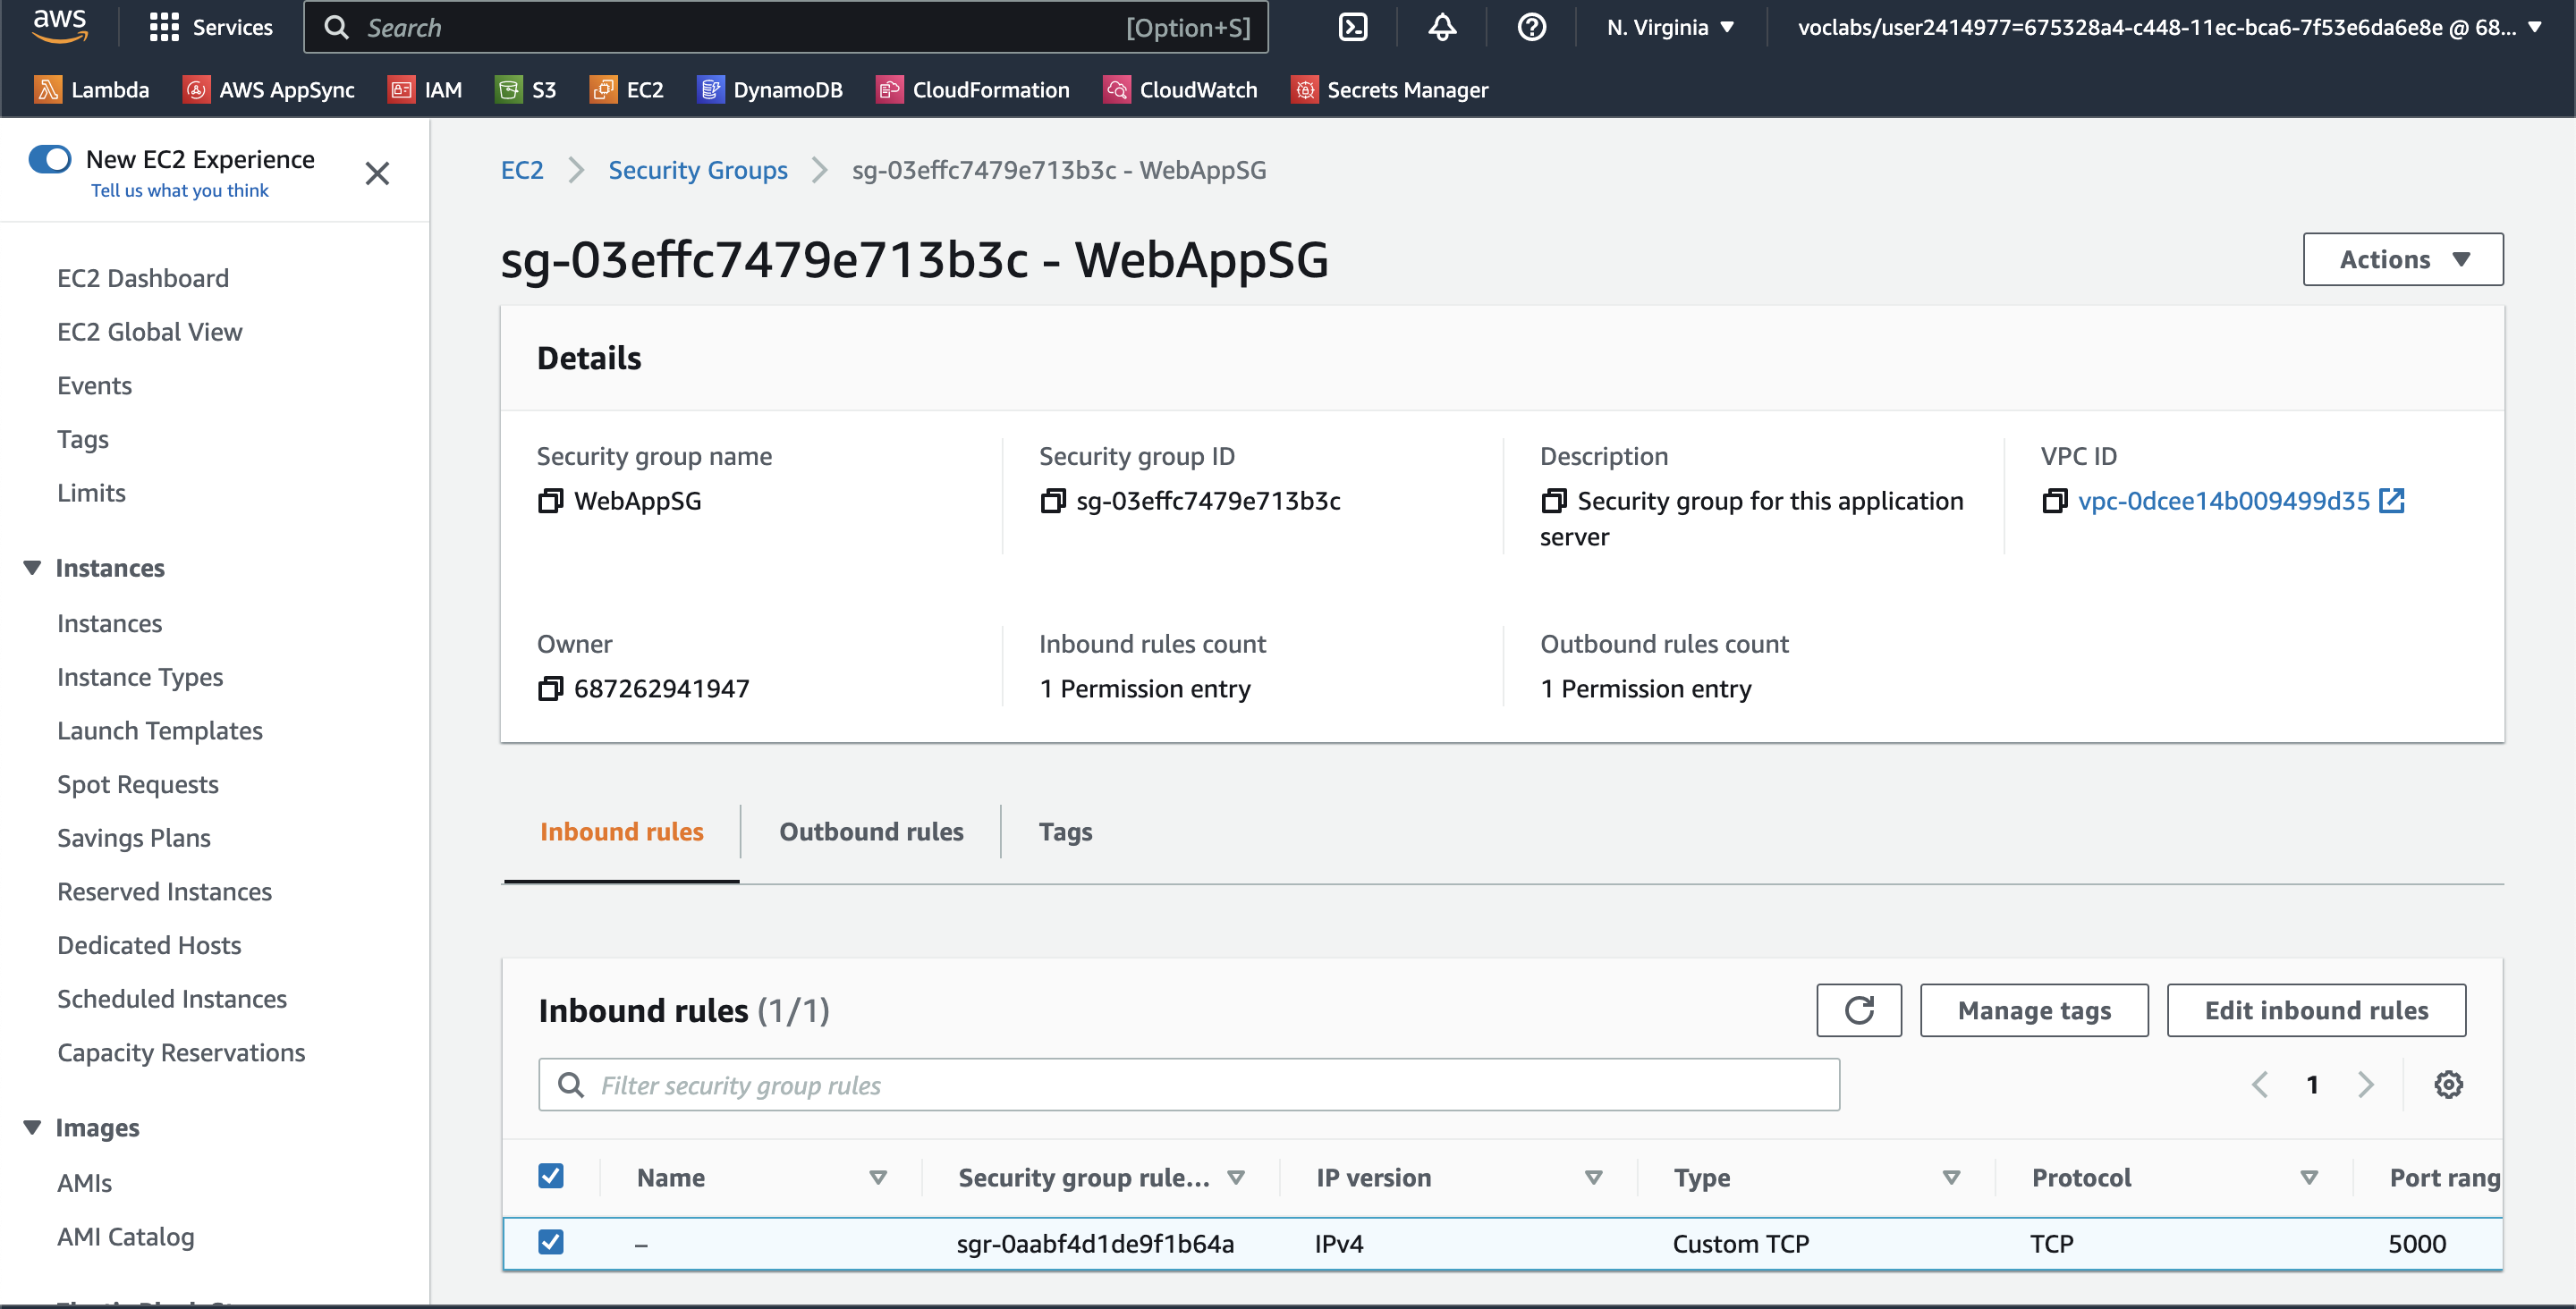 aws Services Search [Option+S] N. Virginia voclabs/user2414977=675328a4-c448-11ec-bca6-7f53e6da6e8e @ 68...
Lambda AWS AppSync IAM S3 EC2 DynamoDB CloudFormation CloudWatch Secrets Manager
New EC2 Experience
Tell us what you think
EC2 Dashboard
EC2 Global View
Events
Tags
Limits
Instances
Instances
Instance Types
Launch Templates
Spot Requests
Savings Plans
Reserved Instances
Dedicated Hosts
Scheduled Instances
Capacity Reservations
Images
AMIs
AMI Catalog
EC2 Security Groups sg-03effc7479e713b3c - WebAppSG
sg-03effc7479e713b3c - WebAppSG
Actions
Details
Security group name Security group ID Description VPC ID
WebAppSG sg-03effc7479e713b3c Security group for this application vpc-0dcee14b009499d35
server
Owner Inbound rules count Outbound rules count
687262941947 1 Permission entry 1 Permission entry
Inbound rules Outbound rules Tags
Inbound rules (1/1) Manage tags Edit inbound rules
Filter security group rules 1
Name Security group rule... IP version Type Protocol Port rang
– sgr-0aabf4d1de9f1b64a IPv4 Custom TCP TCP 5000